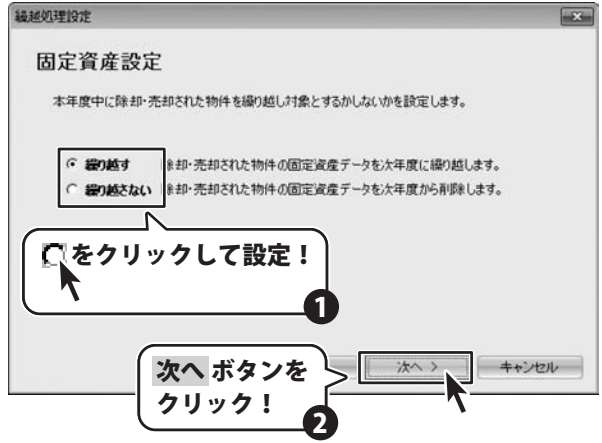 繰越処理設定
固定資産設定
本年度中に除却・売却された物件を繰り越し対象とするかしないかを設定します。
繰り越す 除却・売却された物件の固定資産データを次年度に繰り越します。
繰り越さない 除却・売却された物件の固定資産データを次年度から削除します。
をクリックして設定！
1
次へ ボタンを
クリック！
2
次へ >
キャンセル